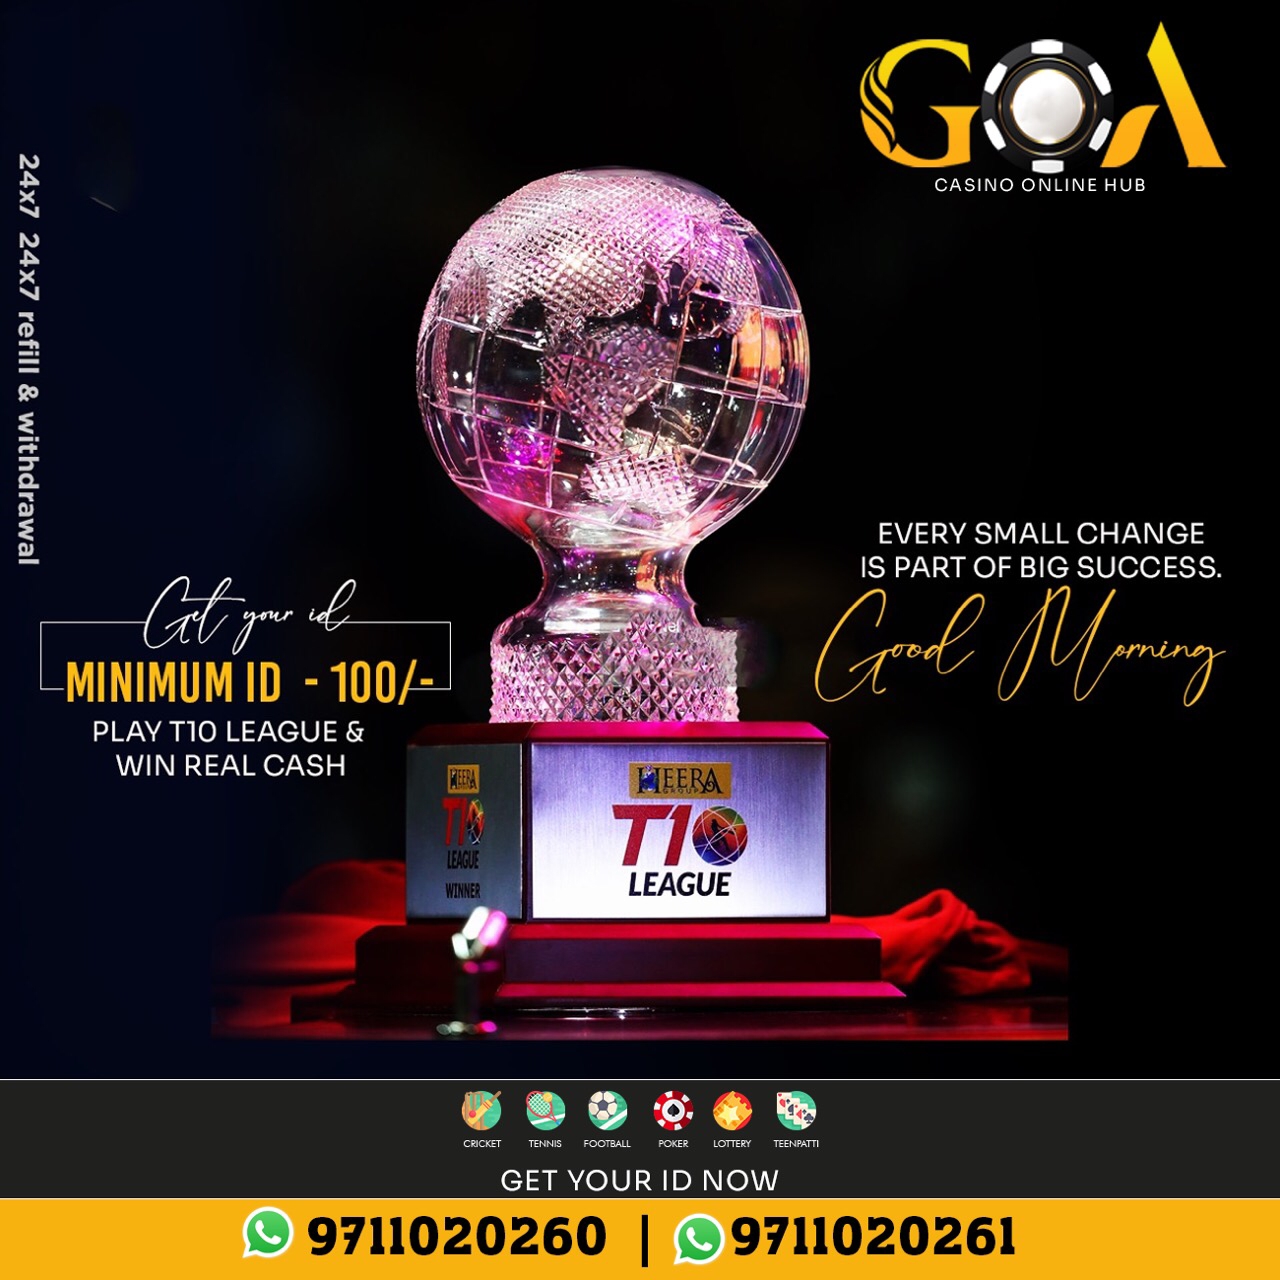 GOA
CASINO ONLINE HUB
24x7 24x7 refill & withdrawal
EVERY SMALL CHANGE
IS PART OF BIG SUCCESS.
Good Morning
Get your id
MINIMUM ID - 100/-
PLAY T10 LEAGUE &
WIN REAL CASH
HEERA
T10
LEAGUE
WINNER
HEERA
GROUP
T10
LEAGUE
CRICKET TENNIS FOOTBALL POKER LOTTERY TEENPATTI
GET YOUR ID NOW
9711020260 | 9711020261